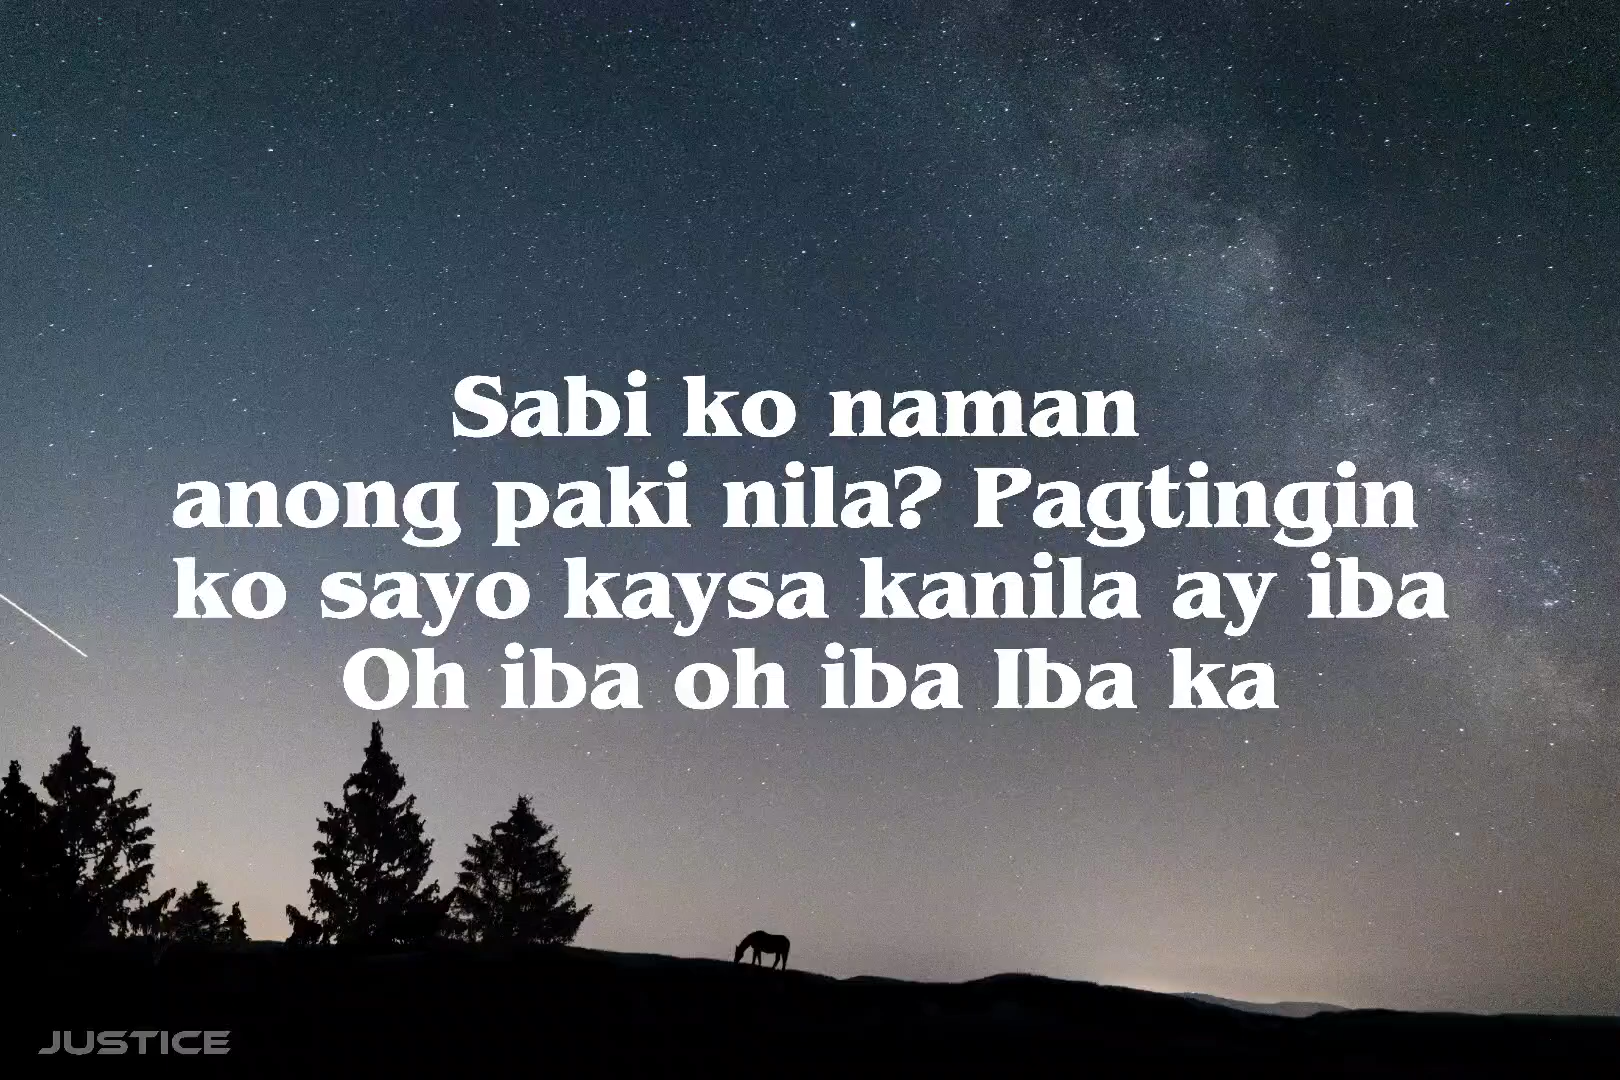 Sabi ko naman
anong paki nila? Pagtingin
ko sayo kaysa kanila ay iba
Oh iba oh iba Iba ka
JUSTICE